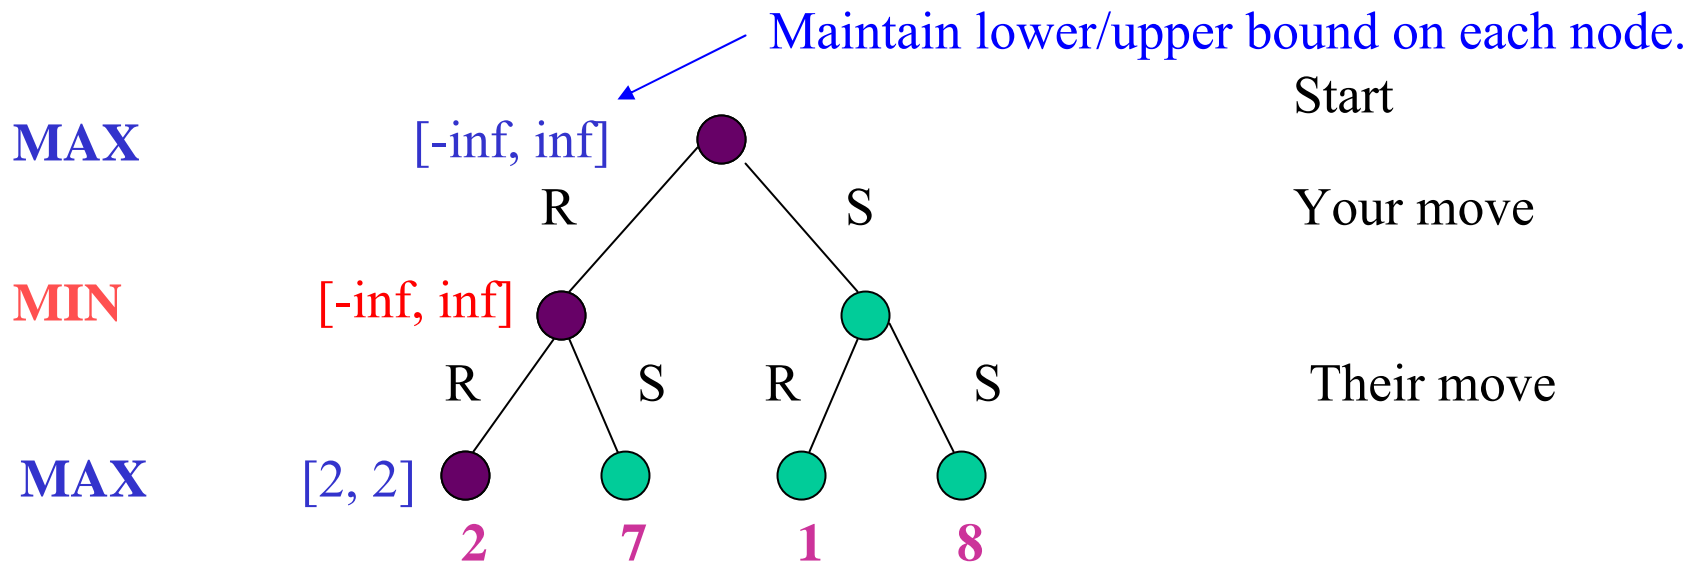 Maintain lower/upper bound on each node.
Start
MAX [-inf, inf]
R S Your move
MIN [-inf, inf]
R S R S Their move
MAX [2, 2]
2 7 1 8